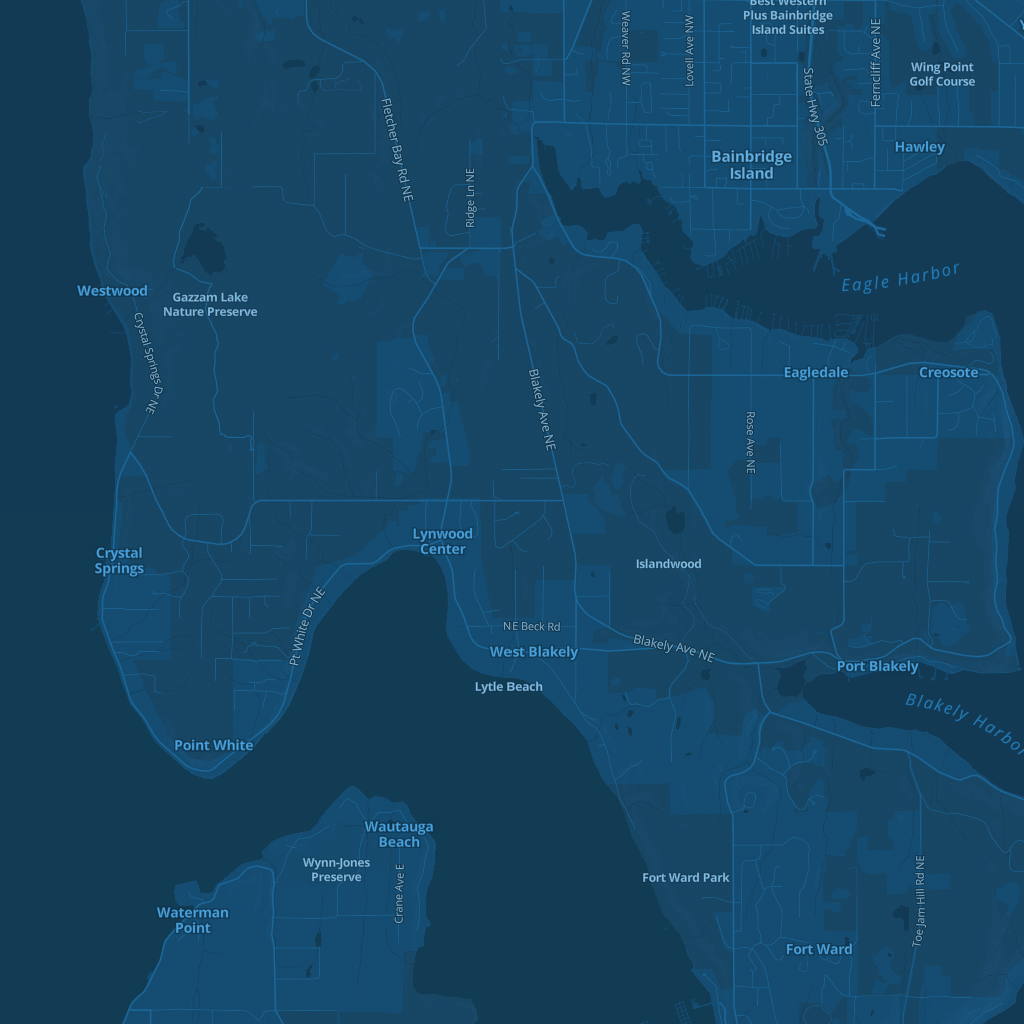 Best Western
Plus Bainbridge
Island Suites
Weaver Rd NW
Lovell Ave NW
Ferncliff Ave NE
State Hwy 305
Wing Point
Golf Course
Fletcher Bay Rd NE
Hawley
Bainbridge
Island
Ridge Ln NE
Eagle Harbor
Westwood
Gazzam Lake
Nature Preserve
Crystal Springs Dr NE
Eagledale
Creosote
Blakely Ave NE
Rose Ave NE
Lynwood
Center
Crystal
Springs
Islandwood
Pt White Dr NE
NE Beck Rd
West Blakely
Blakely Ave NE
Port Blakely
Lytle Beach
Blakely Harbor
Point White
Wautauga
Beach
Wynn-Jones
Preserve
Crane Ave E
Fort Ward Park
Toe Jam Hill Rd NE
Waterman
Point
Fort Ward